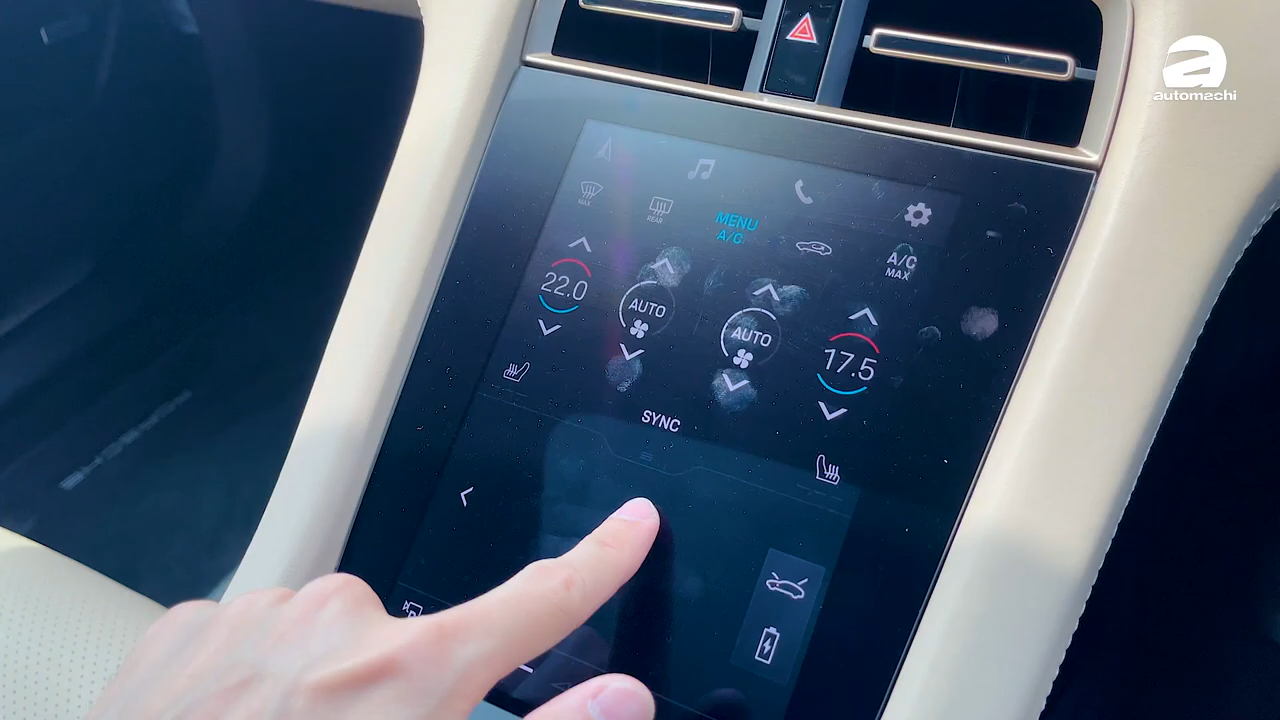 automachi
MAX
REAR
MENU
A/C
A/C
MAX
22.0
AUTO
AUTO
17.5
SYNC